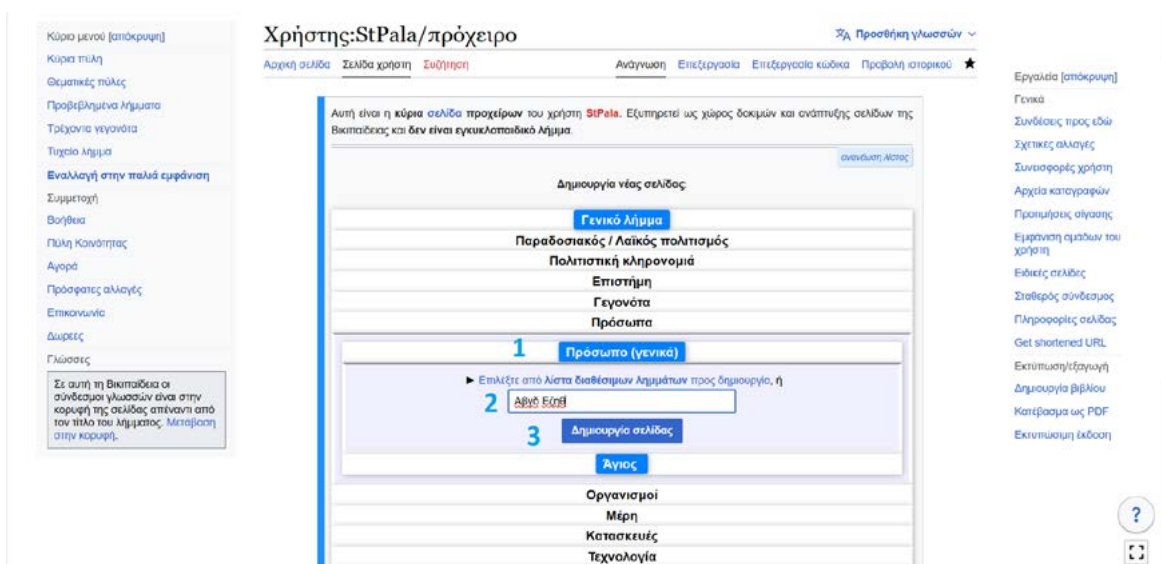 Κύριο μενού [απόκρυψη]
Κύρια πύλη
Θεματικές πύλες
Προβεβλημένα λήμματα
Τρέχοντα γεγονότα
Τυχαίο λήμμα
Εναλλαγή στην παλιά εμφάνιση
Συμμετοχή
Βοήθεια
Πύλη Κοινότητας
Αγορά
Πρόσφατες αλλαγές
Επικοινωνία
Δωρεές
Γλώσσες
Σε αυτή τη Βικιπαίδεια οι
σύνδεσμοι γλωσσών είναι στην
κορυφή της σελίδας απέναντι από
τον τίτλο του λήμματος. Μετάβαση
στην κορυφή.
Χρήστης:StPala/πρόχειρο
Προσθήκη γλωσσών
Αρχική σελίδα Σελίδα χρήστη Συζήτηση
Ανάγνωση Επεξεργασία Επεξεργασία κώδικα Προβολή ιστορικού
Αυτή είναι η κύρια σελίδα προχείρων του χρήστη StPala. Εξυπηρετεί ως χώρος δοκιμών και ανάπτυξης σελίδων της
Βικιπαίδειας και δεν είναι εγκυκλοπαιδικό λήμμα.
ανανέωση λίστας
Δημιουργία νέας σελίδας:
Γενικό λήμμα
Παραδοσιακός / Λαϊκός πολιτισμός
Πολιτιστική κληρονομιά
Επιστήμη
Γεγονότα
Πρόσωπα
1 Πρόσωπο (γενικά)
► Επιλέξτε από λίστα διαθέσιμων λημμάτων προς δημιουργία, ή
2 Αβγδ Εζηθ
3 Δημιουργία σελίδας
Άγιος
Οργανισμοί
Μέρη
Κατασκευές
Τεχνολογία
Εργαλεία [απόκρυψη]
Γενικά
Συνδέσεις προς εδώ
Σχετικές αλλαγές
Συνεισφορές χρήστη
Αρχεία καταγραφών
Προτιμήσεις σίγασης
Εμφάνιση ομάδων του
χρήστη
Ειδικές σελίδες
Σταθερός σύνδεσμος
Πληροφορίες σελίδας
Get shortened URL
Εκτύπωση/εξαγωγή
Δημιουργία βιβλίου
Κατέβασμα ως PDF
Εκτυπώσιμη έκδοση
?